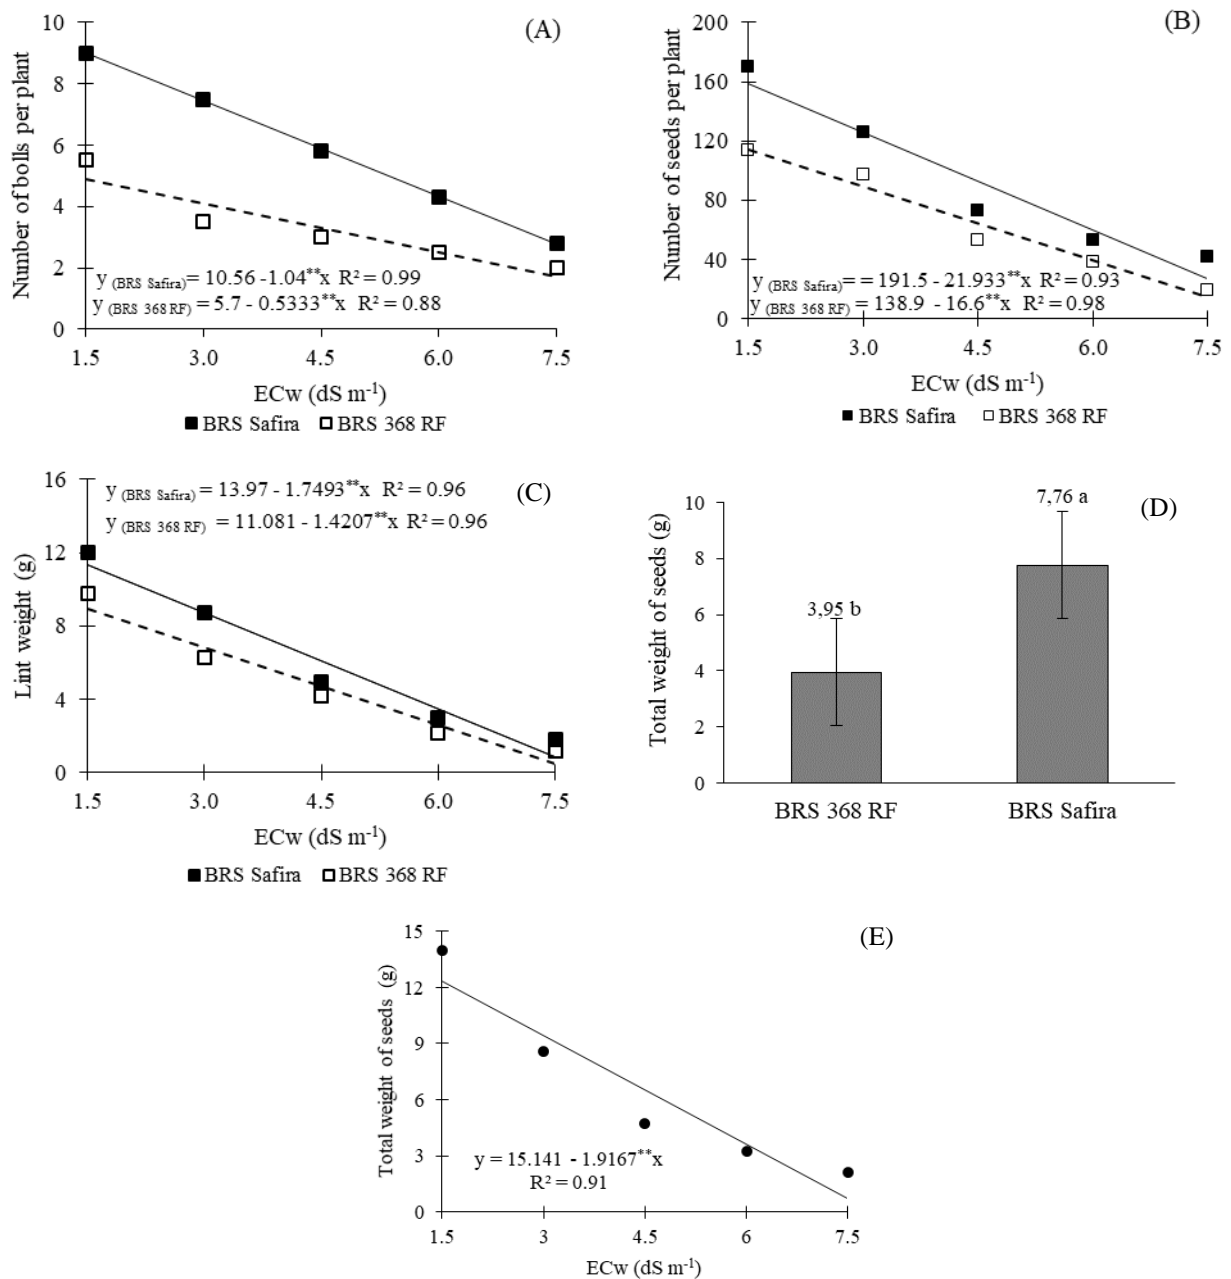 (A)
Number of bolls per plant
10
8
6
4
2
0
y (BRS Safira)= 10.56 -1.04**x R² = 0.99
y (BRS 368 RF)= 5.7 - 0.5333**x R² = 0.88
1.5 3.0 4.5 6.0 7.5
ECw (dS m-1)
BRS Safira BRS 368 RF
(B)
Number of seeds per plant
200
160
120
80
40
0
y (BRS Safira) = = 191.5 - 21.933**x R² = 0.93
y (BRS 368 RF) = 138.9 - 16.6**x R² = 0.98
1.5 3.0 4.5 6.0 7.5
ECw (dS m-1)
BRS Safira BRS 368 RF
(C)
Lint weight (g)
16
12
8
4
0
y (BRS Safira) = 13.97 - 1.7493**x R² = 0.96
y (BRS 368 RF) = 11.081 - 1.4207**x R² = 0.96
1.5 3.0 4.5 6.0 7.5
ECw (dS m-1)
BRS Safira BRS 368 RF
(D)
Total weight of seeds (g)
10
8
6
4
2
0
3,95 b
7,76 a
BRS 368 RF BRS Safira
(E)
Total weight of seeds (g)
15
12
9
6
3
0
y = 15.141 - 1.9167**x
R² = 0.91
1.5 3 4.5 6 7.5
ECw (dS m-1)